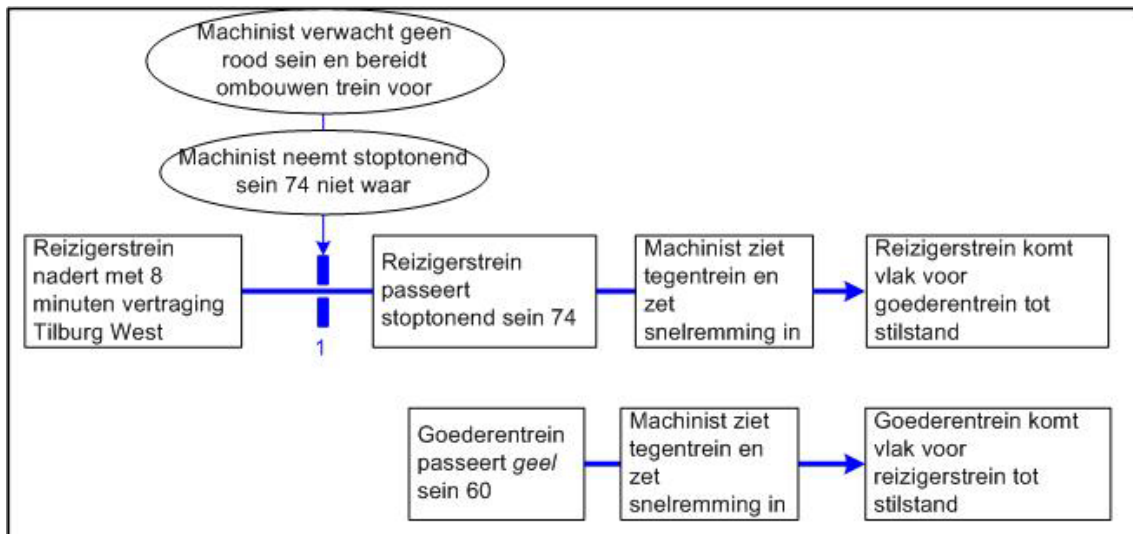 Machinist verwacht geen
rood sein en bereidt
ombouwen trein voor
Machinist neemt stoptonend
sein 74 niet waar
Reizigerstrein
nadert met 8
minuten vertraging
Tilburg West
1
Reizigerstrein
passeert
stoptonend sein 74
Machinist ziet
tegentrein en
zet
snelremming in
Reizigerstrein komt
vlak voor
goederentrein tot
stilstand
Goederentrein
passeert geel
sein 60
Machinist ziet
tegentrein en
zet
snelremming in
Goederentrein komt
vlak voor
reizigerstrein tot
stilstand